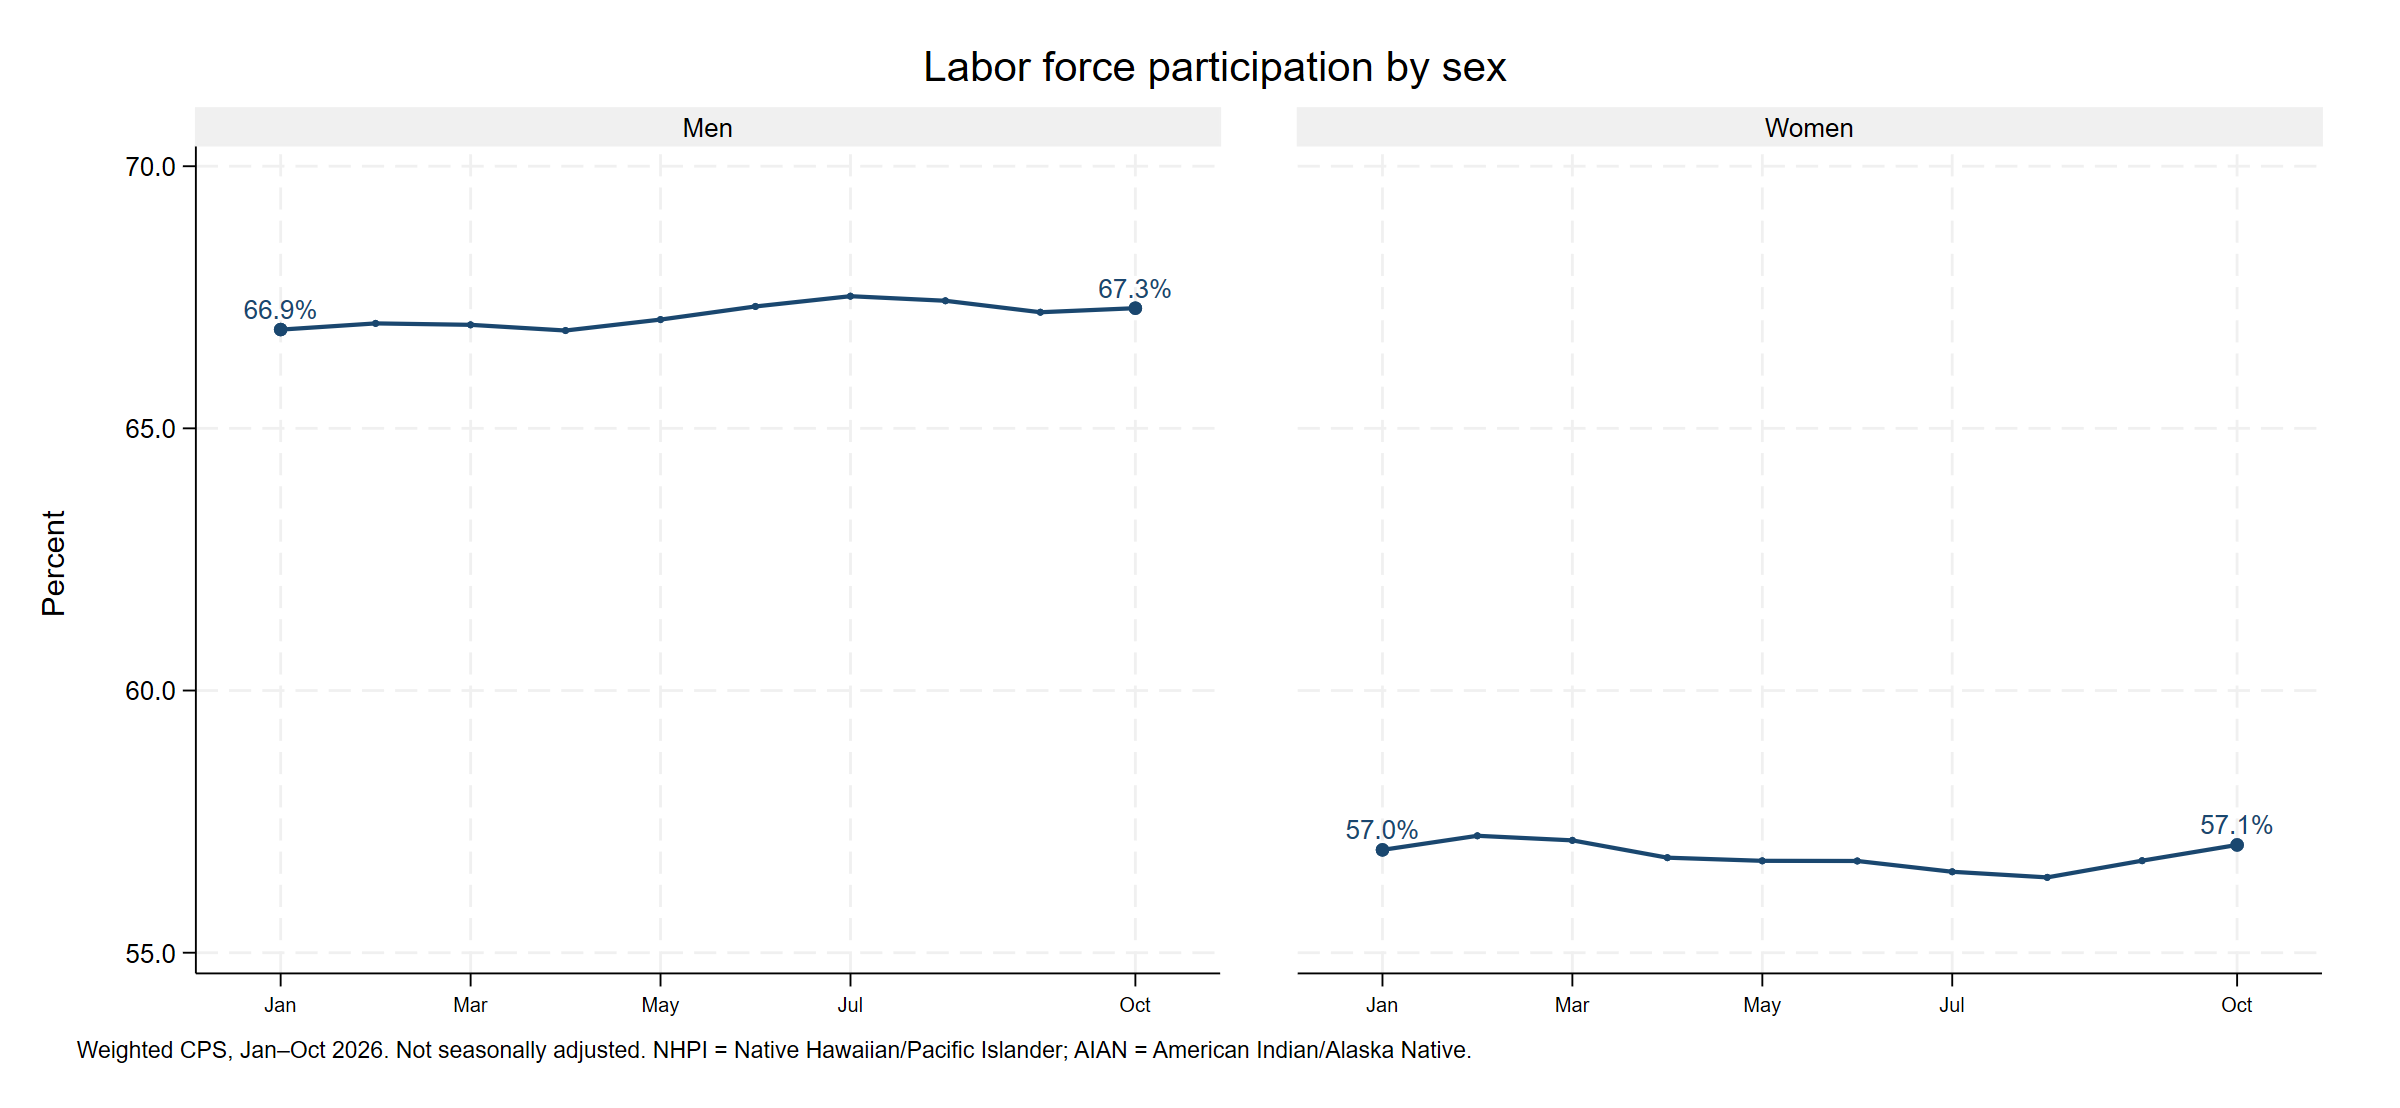 Labor force participation by sex
Men
Women
Percent
70.0
65.0
60.0
55.0
66.9%
67.3%
57.0%
57.1%
Jan Mar May Jul Oct
Jan Mar May Jul Oct
Weighted CPS, Jan–Oct 2026. Not seasonally adjusted. NHPI = Native Hawaiian/Pacific Islander; AIAN = American Indian/Alaska Native.